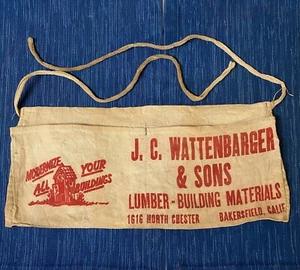 MODERNIZE
ALL YOUR
BUILDINGS
J. C. WATTENBARGER
& SONS
LUMBER - BUILDING MATERIALS
1616 NORTH CHESTER BAKERSFIELD, CALIF.